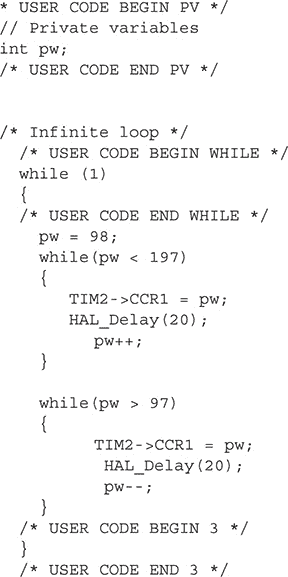 * USER CODE BEGIN PV */
// Private variables
int pw;
/* USER CODE END PV */

/* Infinite loop */
  /* USER CODE BEGIN WHILE */
  while (1)
  {
  /* USER CODE END WHILE */
    pw = 98;
    while(pw < 197)
    {
       TIM2->CCR1 = pw;
       HAL_Delay(20);
         pw++;
    }

    while(pw > 97)
    {
         TIM2->CCR1 = pw;
          HAL_Delay(20);
          pw--;
    }
  /* USER CODE BEGIN 3 */
  }
  /* USER CODE END 3 */